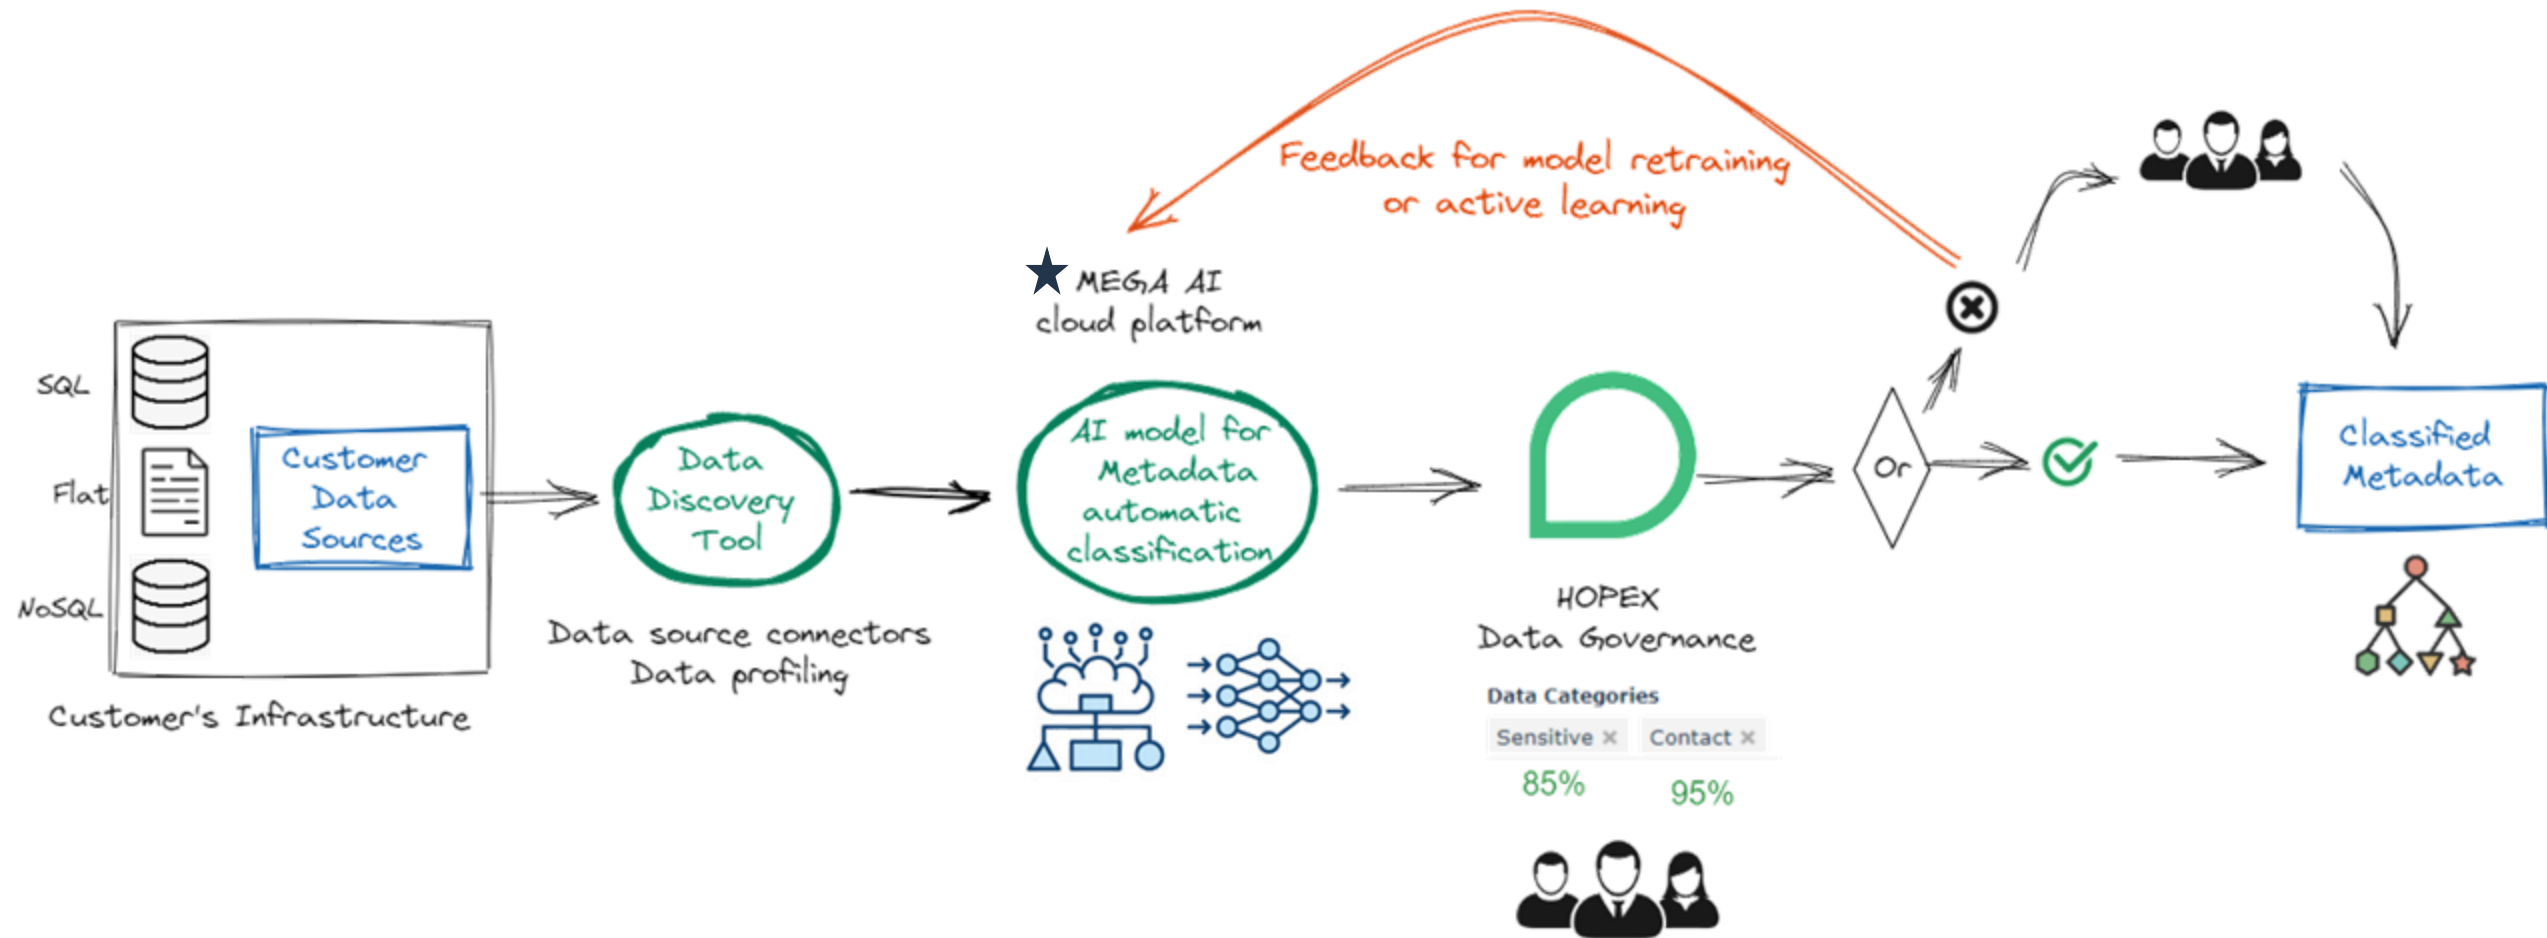 Feedback for model retraining
or active learning
MEGA AI
cloud platform
SQL
Flat
NoSQL
Customer
Data
Sources
Customer's Infrastructure
Data
Discovery
Tool
Data source connectors
Data profiling
AI model for
Metadata
automatic
classification
HOPEX
Data Governance
Data Categories
Sensitive × Contact ×
85% 95%
Or
Classified
Metadata